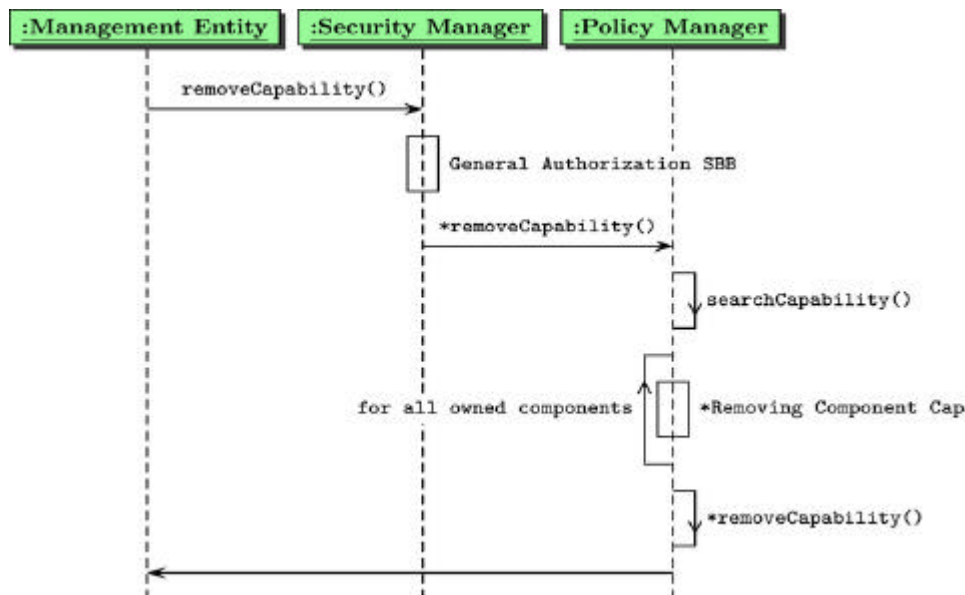 :Management Entity
:Security Manager
:Policy Manager
removeCapability()
General Authorization SBB
*removeCapability()
searchCapability()
for all owned components
*Removing Component Cap
*removeCapability()